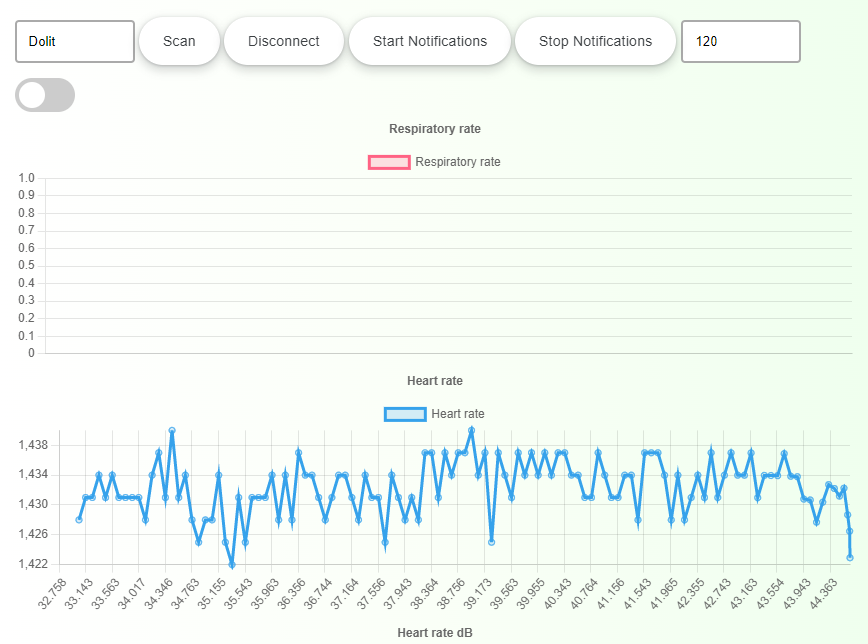 Dolit Scan Disconnect Start Notifications Stop Notifications 120
Respiratory rate
Respiratory rate
1.0
0.9
0.8
0.7
0.6
0.5
0.4
0.3
0.2
0.1
0
Heart rate
Heart rate
1,438
1,434
1,430
1,426
1,422
32.758 33.143 33.563 34.017 34.346 34.763 35.155 35.543 35.963 36.356 36.744 37.164 37.556 37.943 38.364 38.756 39.173 39.563 39.955 40.343 40.764 41.156 41.543 41.965 42.355 42.743 43.163 43.554 43.943 44.363
Heart rate dB